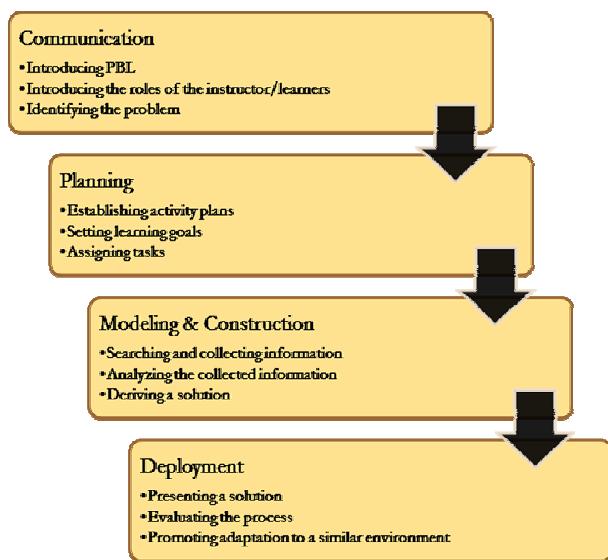 Communication
•Introducing PBL
•Introducing the roles of the instructor/learners
•Identifying the problem
Planning
•Establishing activity plans
•Setting learning goals
•Assigning tasks
Modeling & Construction
•Searching and collecting information
•Analyzing the collected information
•Deriving a solution
Deployment
•Presenting a solution
•Evaluating the process
•Promoting adaptation to a similar environment